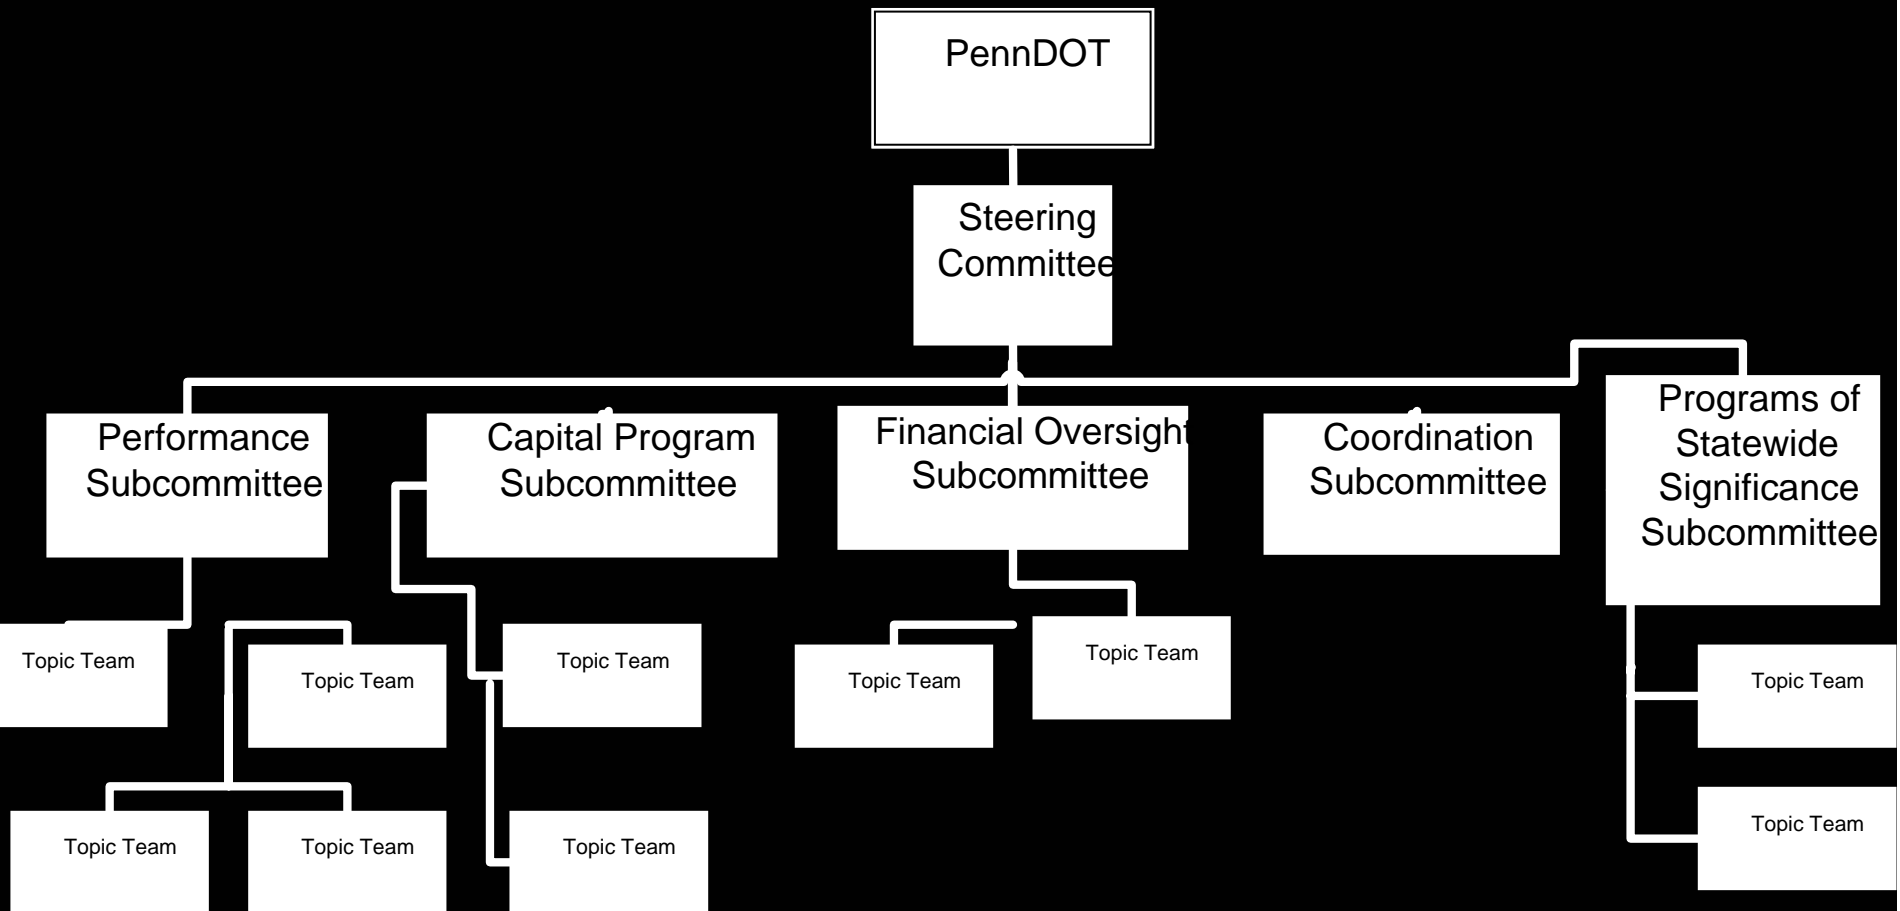 PennDOT
Steering
Committee
Performance
Subcommittee
Capital Program
Subcommittee
Financial Oversight
Subcommittee
Coordination
Subcommittee
Programs of
Statewide
Significance
Subcommittee
Topic Team
Topic Team
Topic Team
Topic Team
Topic Team
Topic Team
Topic Team
Topic Team
Topic Team
Topic Team